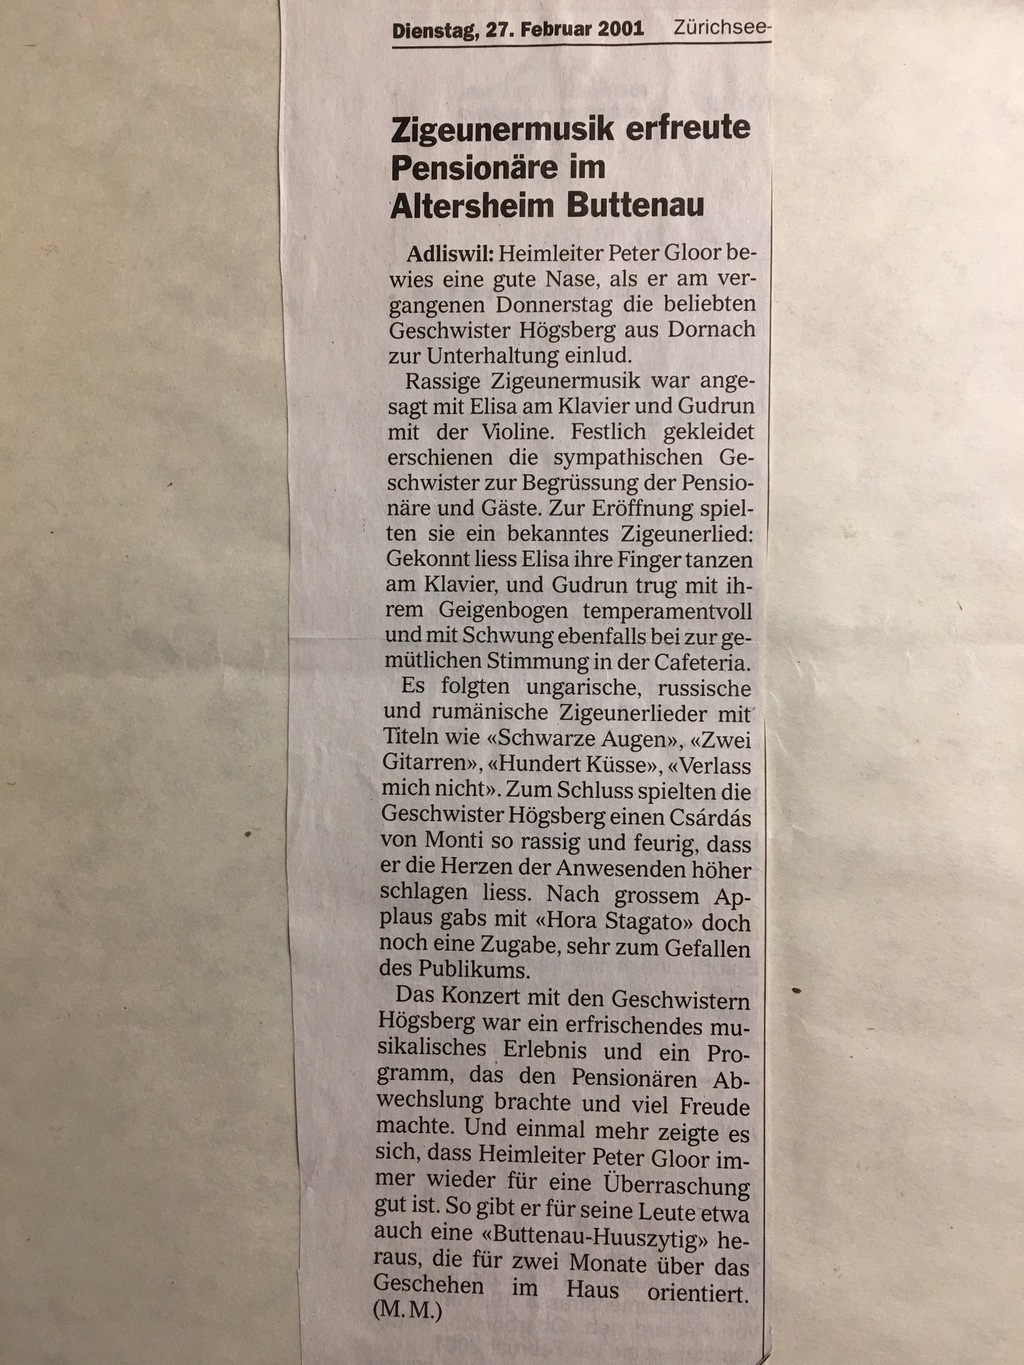 Dienstag, 27. Februar 2001 Zürichsee-
Zigeunermusik erfreute
Pensionäre im
Altersheim Buttenau
Adliswil: Heimleiter Peter Gloor be-
wies eine gute Nase, als er am ver-
gangenen Donnerstag die beliebten
Geschwister Högsberg aus Dornach
zur Unterhaltung einlud.
Rassige Zigeunermusik war ange-
sagt mit Elisa am Klavier und Gudrun
mit der Violine. Festlich gekleidet
erschienen die sympathischen Ge-
schwister zur Begrüssung der Pensio-
näre und Gäste. Zur Eröffnung spiel-
ten sie ein bekanntes Zigeunerlied:
Gekonnt liess Elisa ihre Finger tanzen
am Klavier, und Gudrun trug mit ih-
rem Geigenbogen temperamentvoll
und mit Schwung ebenfalls bei zur ge-
mütlichen Stimmung in der Cafeteria.
Es folgten ungarische, russische
und rumänische Zigeunerlieder mit
Titeln wie «Schwarze Augen», «Zwei
Gitarren», «Hundert Küsse», «Verlass
mich nicht». Zum Schluss spielten die
Geschwister Högsberg einen Csárdás
von Monti so rassig und feurig, dass
er die Herzen der Anwesenden höher
schlagen liess. Nach grossem Ap-
plaus gabs mit «Hora Stagato» doch
noch eine Zugabe, sehr zum Gefallen
des Publikums.
Das Konzert mit den Geschwistern
Högsberg war ein erfrischendes mu-
sikalisches Erlebnis und ein Pro-
gramm, das den Pensionären Ab-
wechslung brachte und viel Freude
machte. Und einmal mehr zeigte es
sich, dass Heimleiter Peter Gloor im-
mer wieder für eine Überraschung
gut ist. So gibt er für seine Leute etwa
auch eine «Buttenau-Huuszytig» he-
raus, die für zwei Monate über das
Geschehen im Haus orientiert.
(M. M.)